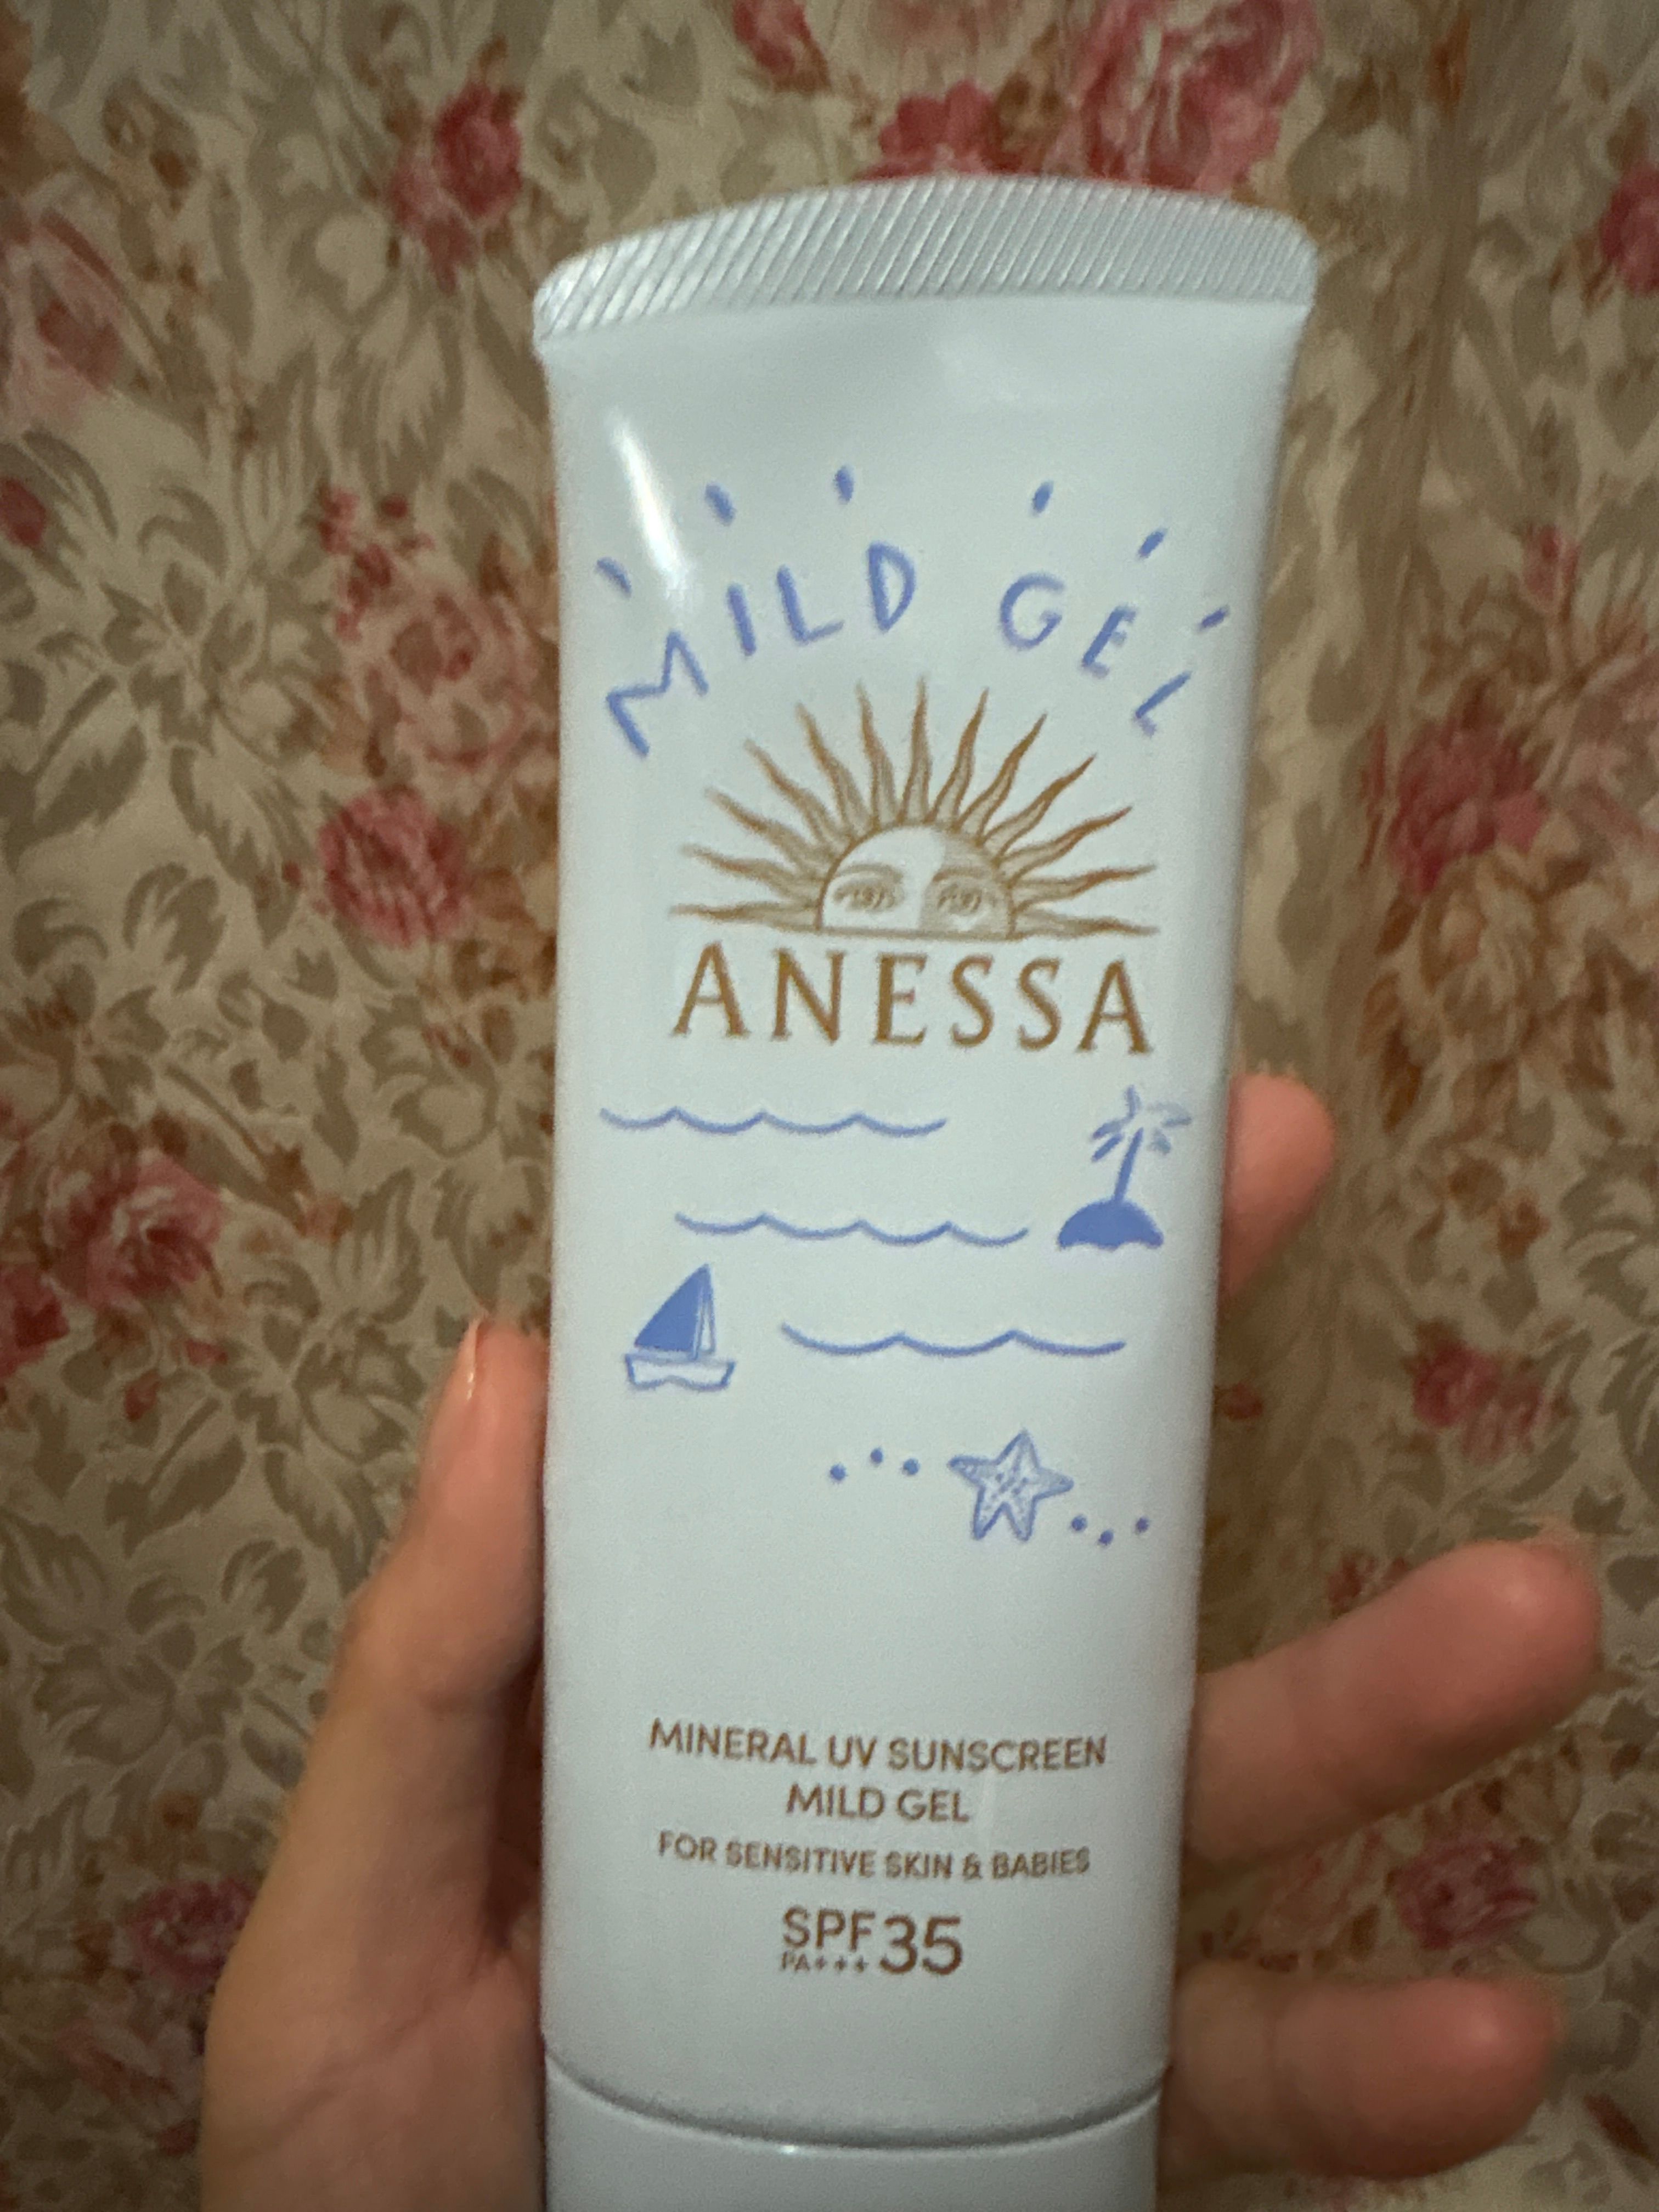 MILD GEL
ANESSA
MINERAL UV SUNSCREEN
MILD GEL
FOR SENSITIVE SKIN & BABIES
SPF35
PA+++